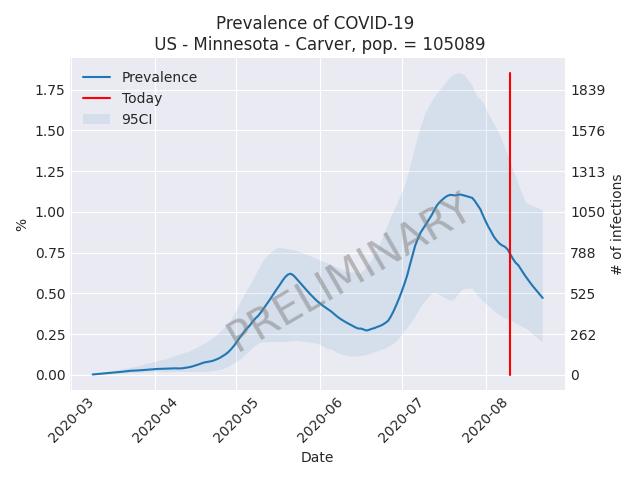 Prevalence of COVID-19
US - Minnesota - Carver, pop. = 105089
Prevalence
Today
95CI
PRELIMINARY
%
1.75
1.50
1.25
1.00
0.75
0.50
0.25
0.00
1839
1576
1313
1050
788
525
262
0
# of infections
2020-03
2020-04
2020-05
2020-06
2020-07
2020-08
Date